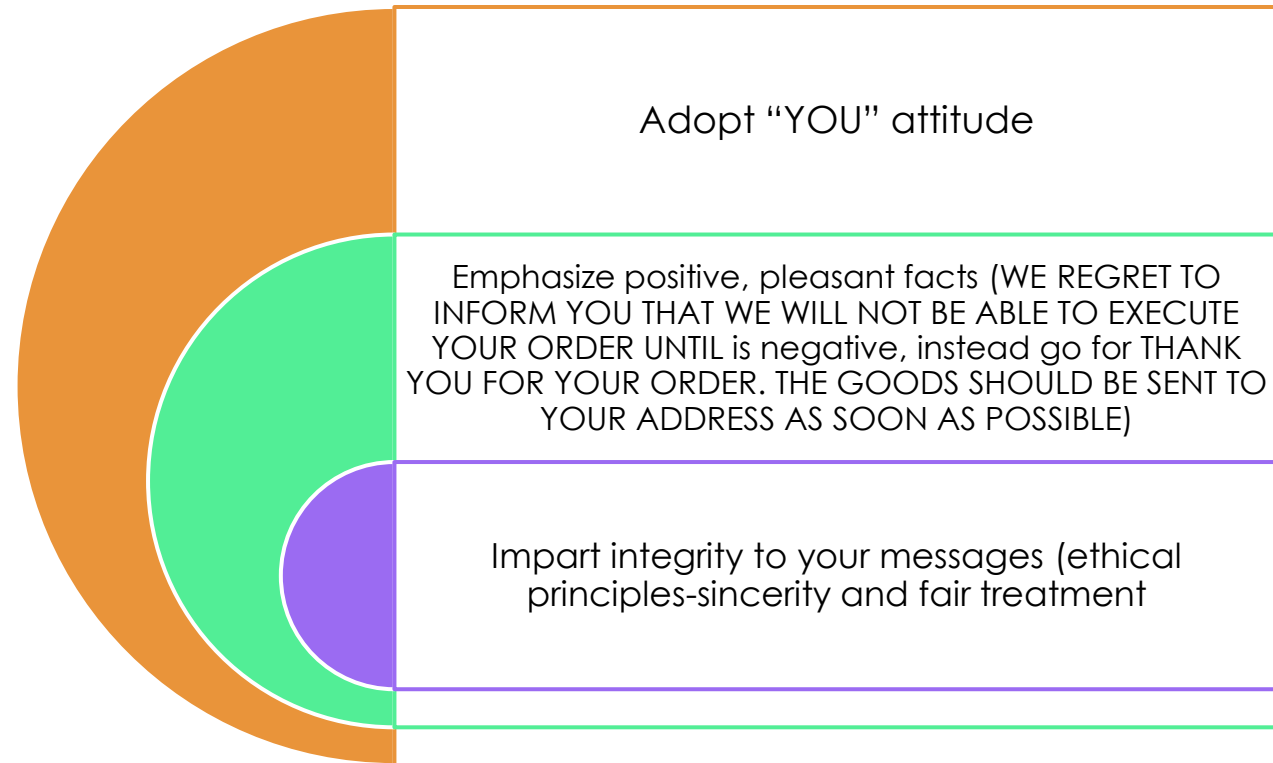 Adopt “YOU” attitude
Emphasize positive, pleasant facts (WE REGRET TO
INFORM YOU THAT WE WILL NOT BE ABLE TO EXECUTE
YOUR ORDER UNTIL is negative, instead go for THANK
YOU FOR YOUR ORDER. THE GOODS SHOULD BE SENT TO
YOUR ADDRESS AS SOON AS POSSIBLE)
Impart integrity to your messages (ethical
principles-sincerity and fair treatment